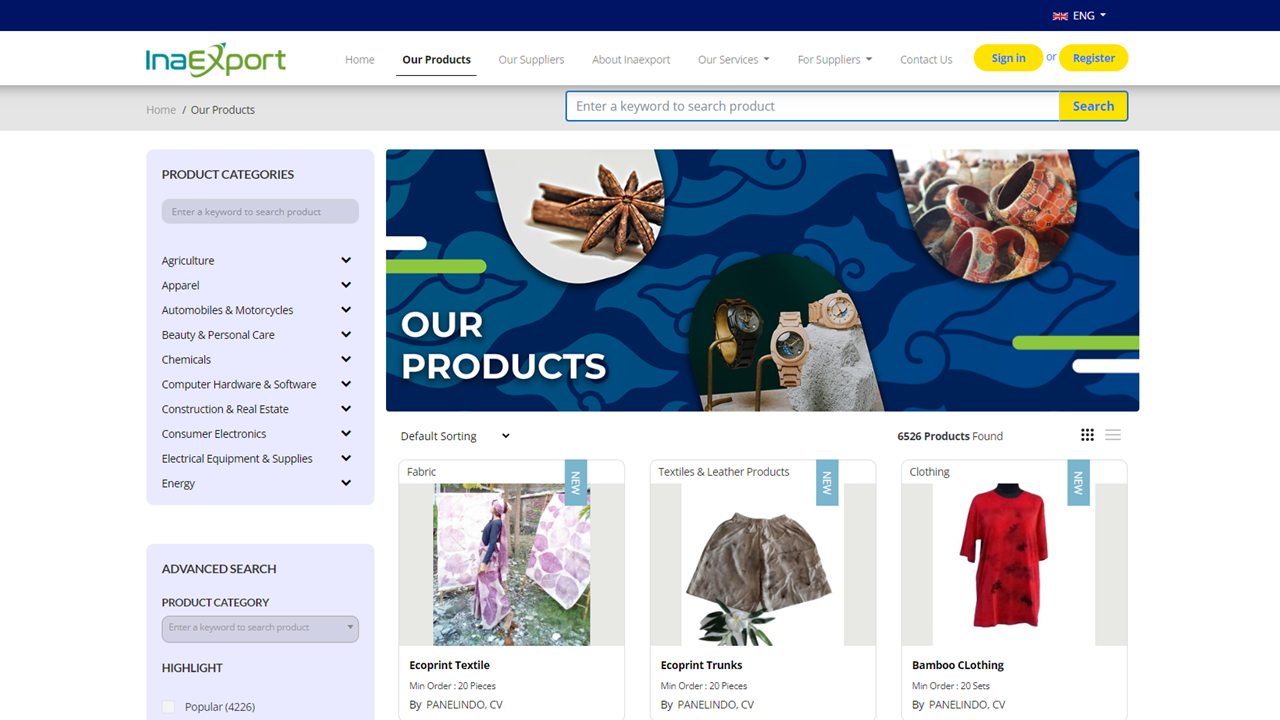 ENG
InaExport
Home
Our Products
Our Suppliers
About Inaexport
Our Services
For Suppliers
Contact Us
Sign in
or
Register
Home / Our Products
Enter a keyword to search product
Search
PRODUCT CATEGORIES
Enter a keyword to search product
Agriculture
Apparel
Automobiles & Motorcycles
Beauty & Personal Care
Chemicals
Computer Hardware & Software
Construction & Real Estate
Consumer Electronics
Electrical Equipment & Supplies
Energy
ADVANCED SEARCH
PRODUCT CATEGORY
Enter a keyword to search product
HIGHLIGHT
Popular (4226)
OUR
PRODUCTS
Default Sorting
6526 Products Found
Fabric
NEW
Ecoprint Textile
Min Order : 20 Pieces
By PANELINDO, CV
Textiles & Leather Products
NEW
Ecoprint Trunks
Min Order : 20 Pieces
By PANELINDO, CV
Clothing
NEW
Bamboo CLothing
Min Order : 20 Sets
By PANELINDO, CV